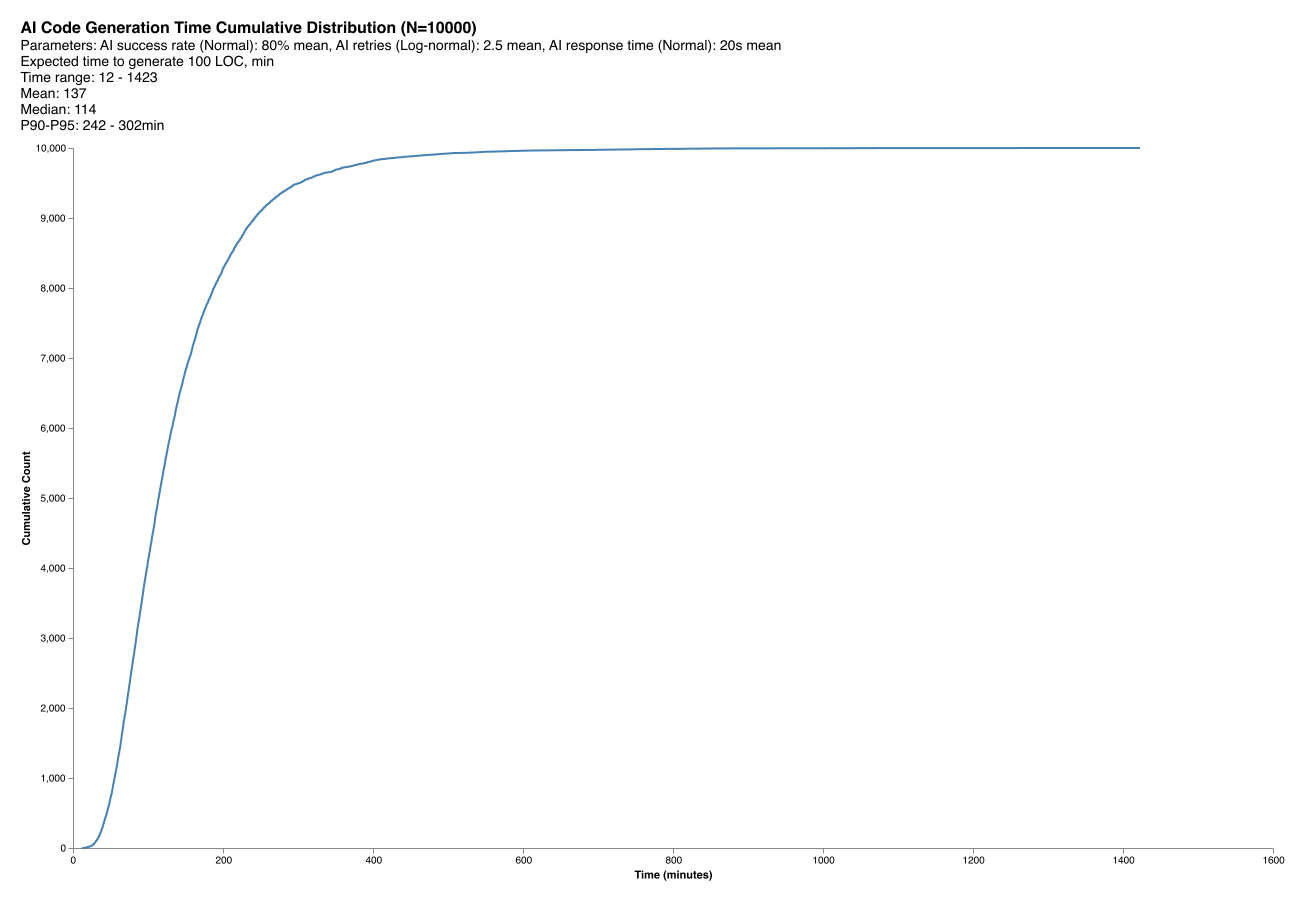 AI Code Generation Time Cumulative Distribution (N=10000)
Parameters: AI success rate (Normal): 80% mean, AI retries (Log-normal): 2.5 mean, AI response time (Normal): 20s mean
Expected time to generate 100 LOC, min
Time range: 12 - 1423
Mean: 137
Median: 114
P90-P95: 242 - 302min
10,000
9,000
8,000
7,000
6,000
5,000
4,000
3,000
2,000
1,000
0
Cumulative Count
0 200 400 600 800 1000 1200 1400 1600
Time (minutes)